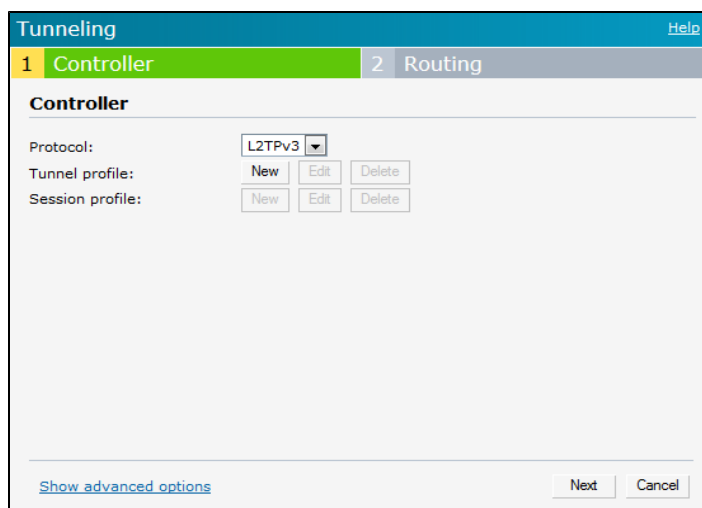 Tunneling Help
1 Controller 2 Routing
Controller
Protocol: L2TPv3
Tunnel profile: New Edit Delete
Session profile: New Edit Delete
Show advanced options Next Cancel